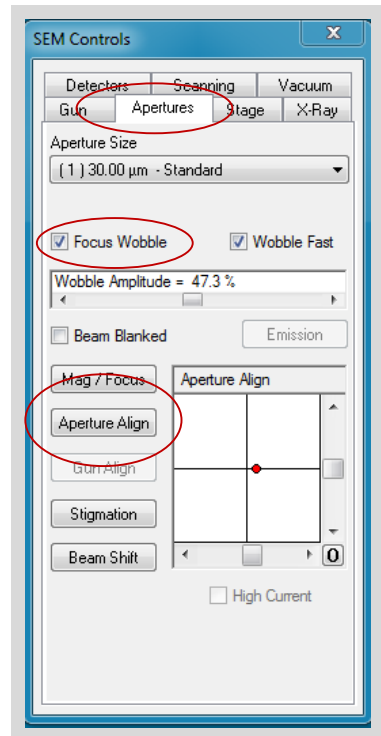 SEM Controls
X
Detectors Scanning Vacuum
Gun Apertures Stage X-Ray
Aperture Size
( 1 ) 30.00 µm - Standard
Focus Wobble Wobble Fast
Wobble Amplitude = 47.3 %
Beam Blanked Emission
Mag / Focus Aperture Align
Aperture Align
Gun Align
Stigmation
Beam Shift 0
High Current